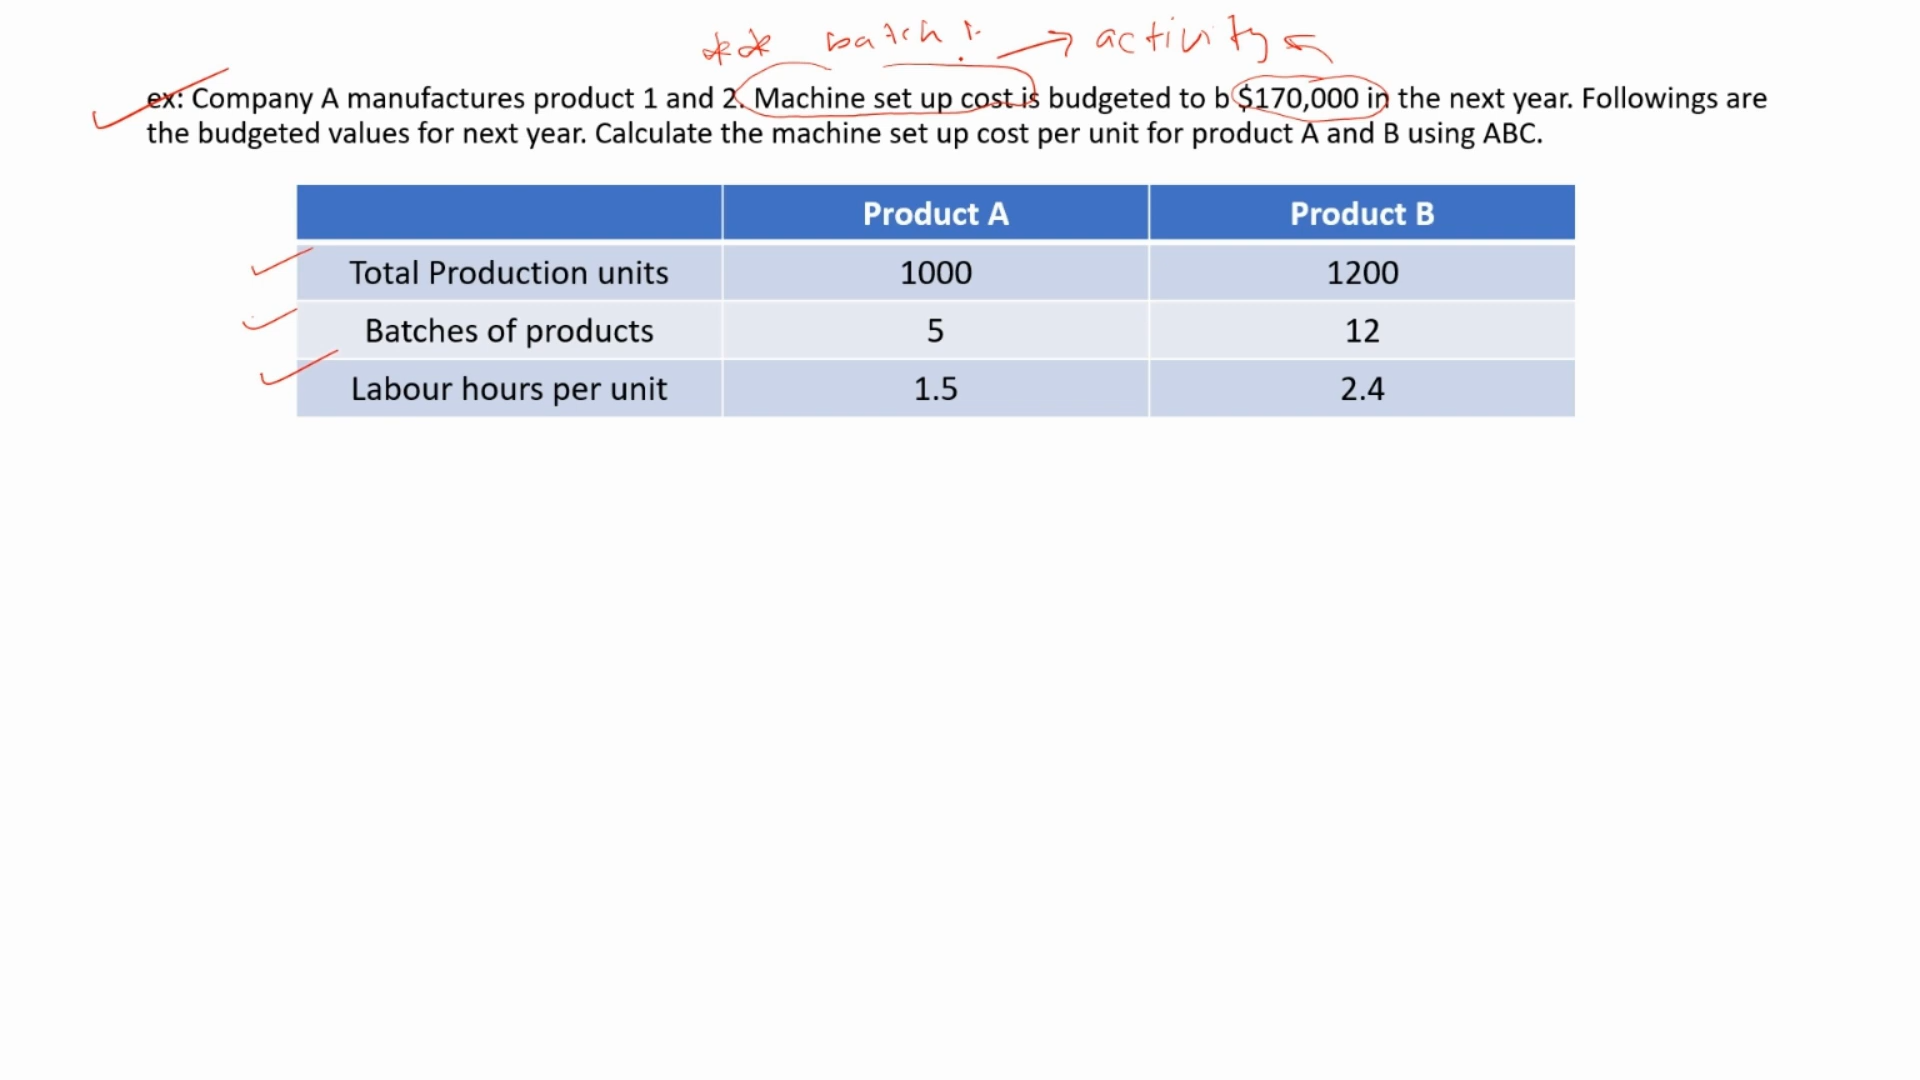 ** batch → activity
ex: Company A manufactures product 1 and 2. Machine set up cost is budgeted to b $170,000 in the next year. Followings are
the budgeted values for next year. Calculate the machine set up cost per unit for product A and B using ABC.
Product A Product B
Total Production units 1000 1200
Batches of products 5 12
Labour hours per unit 1.5 2.4